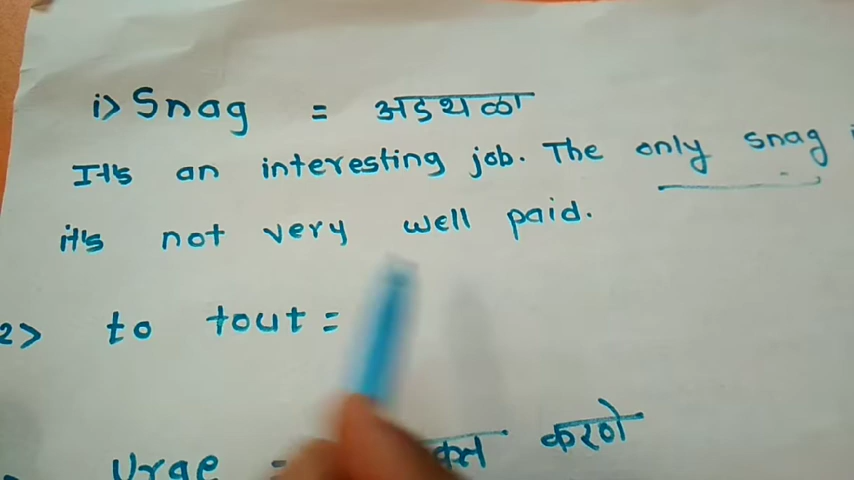 i> Snag = अडथळा
It's an interesting job. The only snag
it's not very well paid.
2> to tout =
Urge = करणे